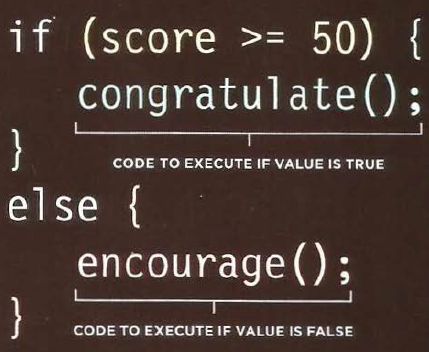 if (score >= 50) {
congratulate();
CODE TO EXECUTE IF VALUE IS TRUE
}
else {
encourage();
CODE TO EXECUTE IF VALUE IS FALSE
}